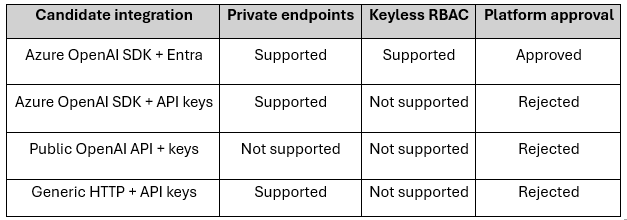 Candidate integration Private endpoints Keyless RBAC Platform approval
Azure OpenAI SDK + Entra Supported Supported Approved
Azure OpenAI SDK + API keys Supported Not supported Rejected
Public OpenAI API + keys Not supported Not supported Rejected
Generic HTTP + API keys Supported Not supported Rejected